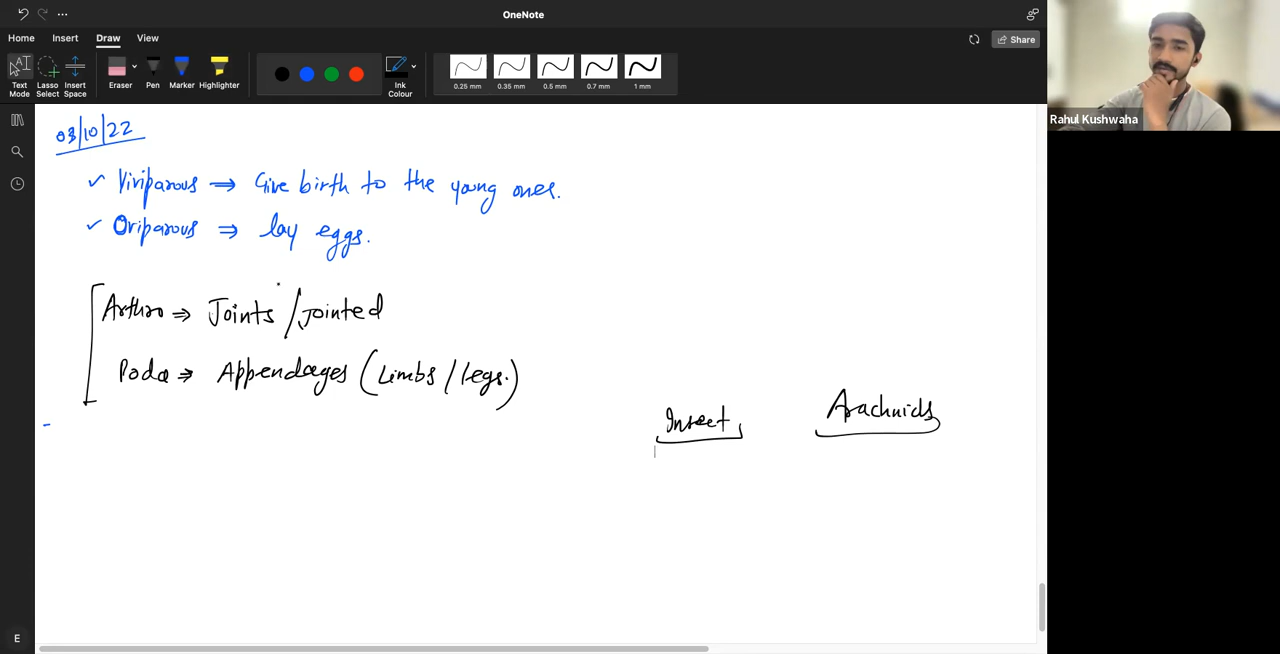 OneNote
Home Insert Draw View
Share
Text Mode
Lasso Select
Insert Space
Eraser
Pen
Marker
Highlighter
Ink Colour
0.25 mm
0.35 mm
0.5 mm
0.7 mm
1 mm
Rahul Kushwaha
03/10/22
✓ Viviparous ⇒ Give birth to the young ones.
✓ Oviparous ⇒ lay eggs.
Arthro ⇒ Joints / Jointed
Poda ⇒ Appendages (Limbs / legs.)
Insect Arachnids
E